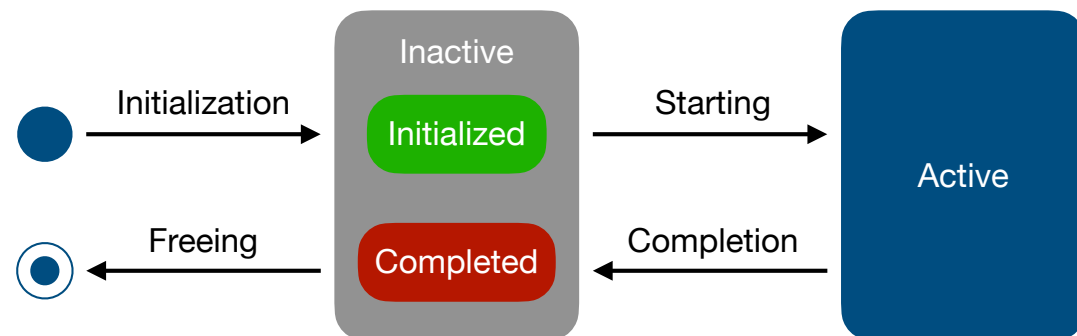 Inactive
Initialization
Initialized
Starting
Active
Freeing
Completed
Completion